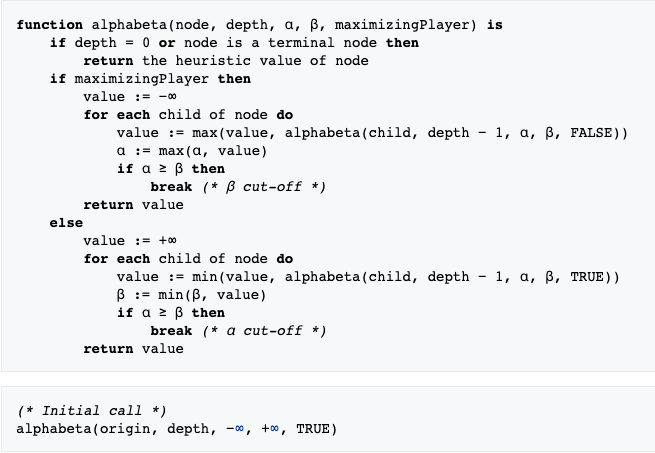 function alphabeta(node, depth, α, β, maximizingPlayer) is
    if depth = 0 or node is a terminal node then
        return the heuristic value of node
    if maximizingPlayer then
        value := −∞
        for each child of node do
            value := max(value, alphabeta(child, depth − 1, α, β, FALSE))
            α := max(α, value)
            if α ≥ β then
                break (* β cut-off *)
        return value
    else
        value := +∞
        for each child of node do
            value := min(value, alphabeta(child, depth − 1, α, β, TRUE))
            β := min(β, value)
            if α ≥ β then
                break (* α cut-off *)
        return value
(* Initial call *)
alphabeta(origin, depth, −∞, +∞, TRUE)